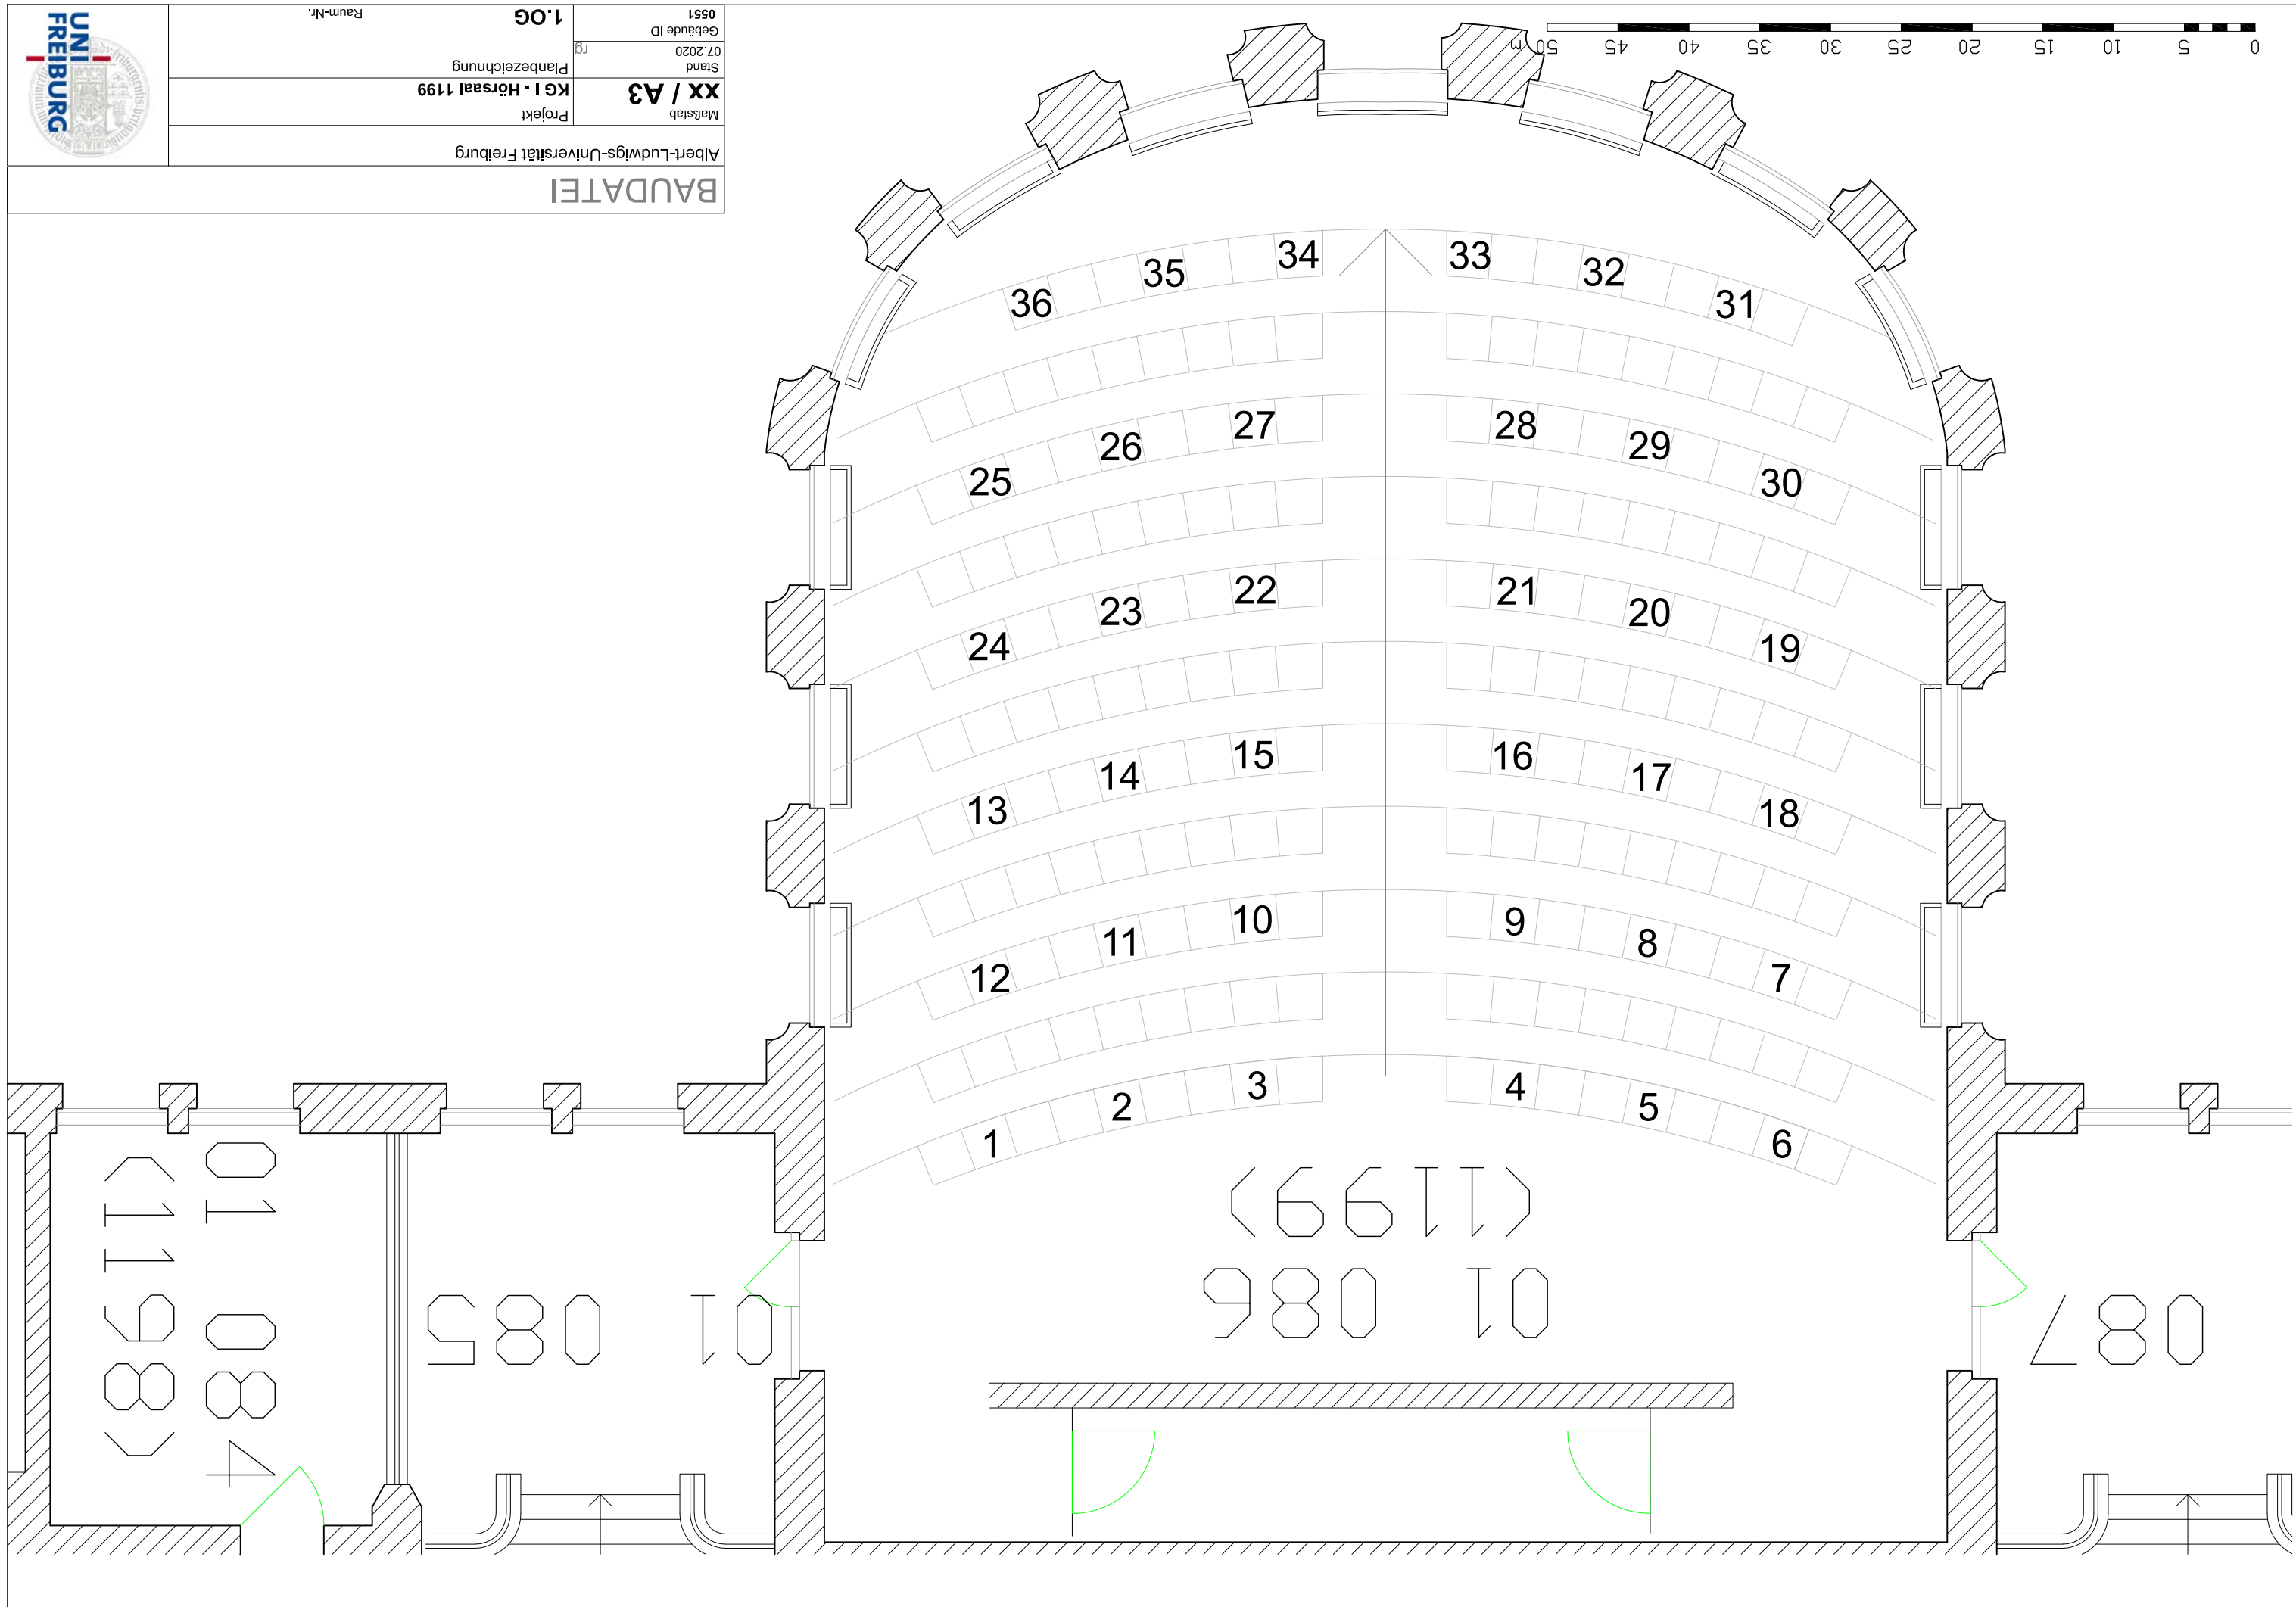 BAUDATEI
Albert-Ludwigs-Universität Freiburg
Maßstab
xx / A3
Projekt
KG I - Hörsaal 1199
Stand
07.2020
rg
Planbezeichnung
Gebäude ID
0551
1.OG
Raum-Nr.
UNI
FREIBURG
0 5 10 15 20 25 30 35 40 45 50 m
36 35 34 33 32 31
25 26 27 28 29 30
24 23 22 21 20 19
13 14 15 16 17 18
12 11 10 9 8 7
1 2 3 4 5 6
01 086
(1199)
01 085
01 084
(1198)
087